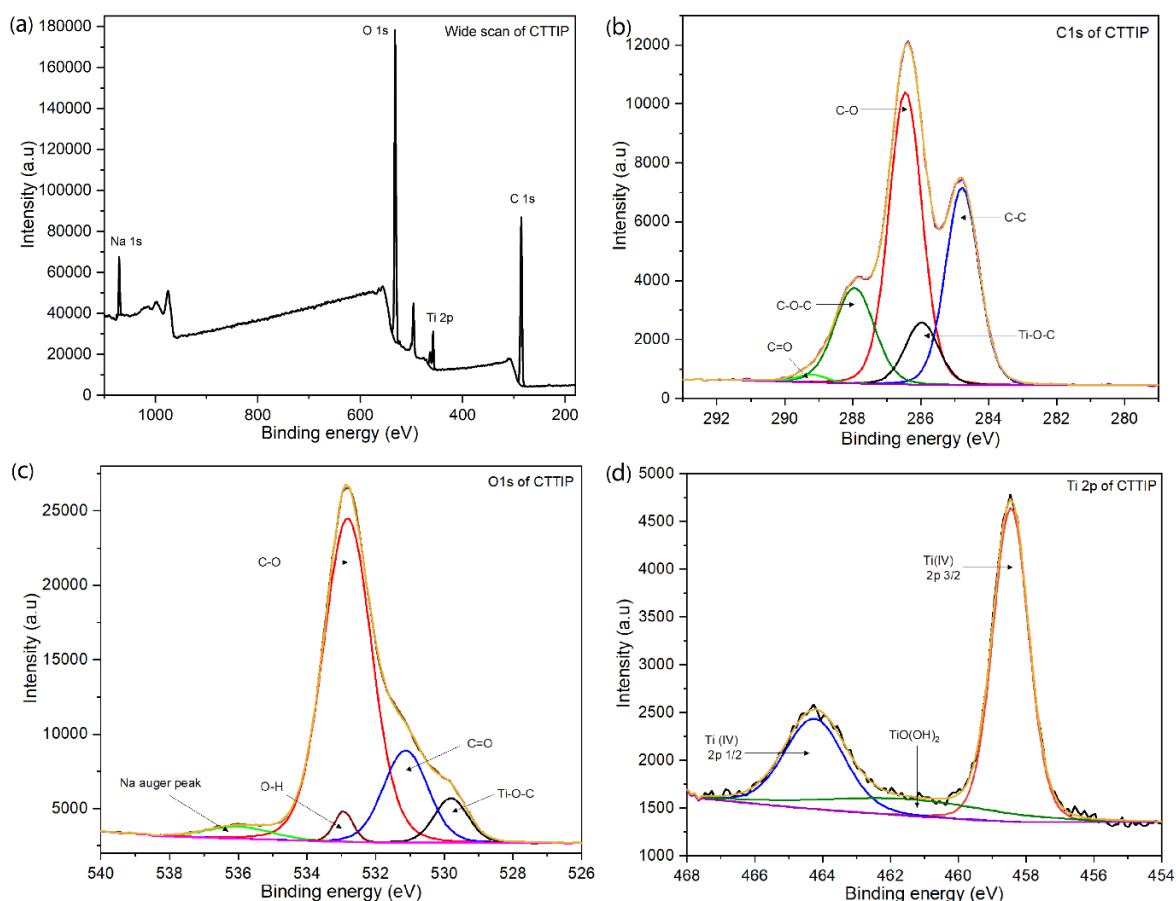 (a)
Wide scan of CTTIP
O 1s
C 1s
Na 1s
Ti 2p
Intensity (a.u)
180000
160000
140000
120000
100000
80000
60000
40000
20000
0
1000
800
600
400
200
Binding energy (eV)
(b)
C1s of CTTIP
C-O
C-C
C-O-C
Ti-O-C
C=O
Intensity (a.u)
12000
10000
8000
6000
4000
2000
0
292
290
288
286
284
282
280
Binding energy (eV)
(c)
O1s of CTTIP
C-O
C=O
Na auger peak
O-H
Ti-O-C
Intensity (a.u)
25000
20000
15000
10000
5000
540
538
536
534
532
530
528
526
Binding energy (eV)
(d)
Ti 2p of CTTIP
Ti(IV)
2p 3/2
Ti (IV)
2p 1/2
TiO(OH)₂
Intensity (a.u)
5000
4500
4000
3500
3000
2500
2000
1500
1000
468
466
464
462
460
458
456
454
Binding energy (eV)